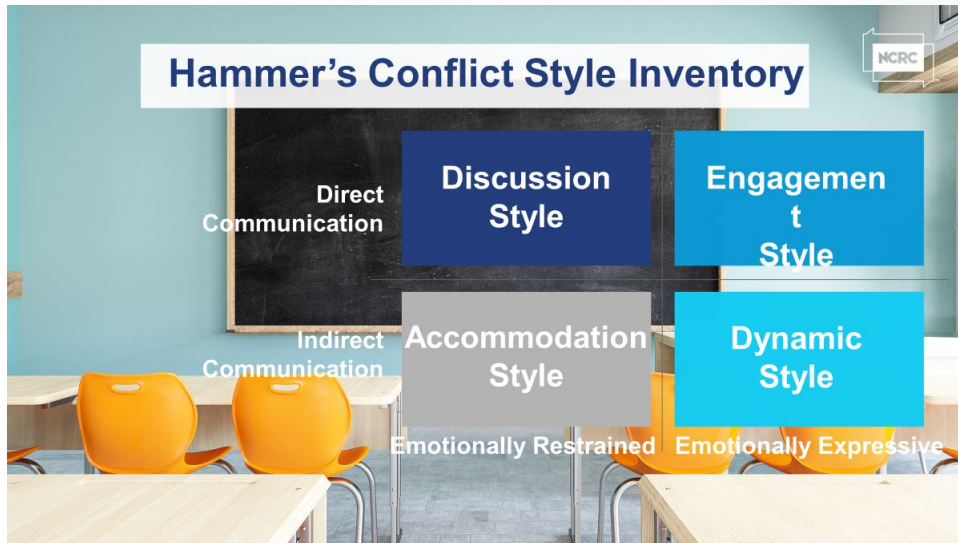 Hammer's Conflict Style Inventory
NCRC
Direct
Communication
Discussion
Style
Engagemen
t
Style
Indirect
Communication
Accommodation
Style
Dynamic
Style
Emotionally Restrained
Emotionally Expressive